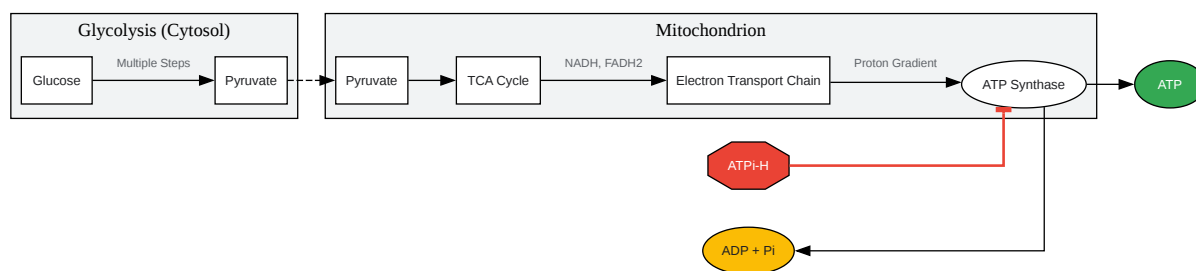 Glycolysis (Cytosol)
Mitochondrion
Glucose
Multiple Steps
Pyruvate
Pyruvate
TCA Cycle
NADH, FADH2
Electron Transport Chain
Proton Gradient
ATP Synthase
ATP
ATPi-H
ADP + Pi